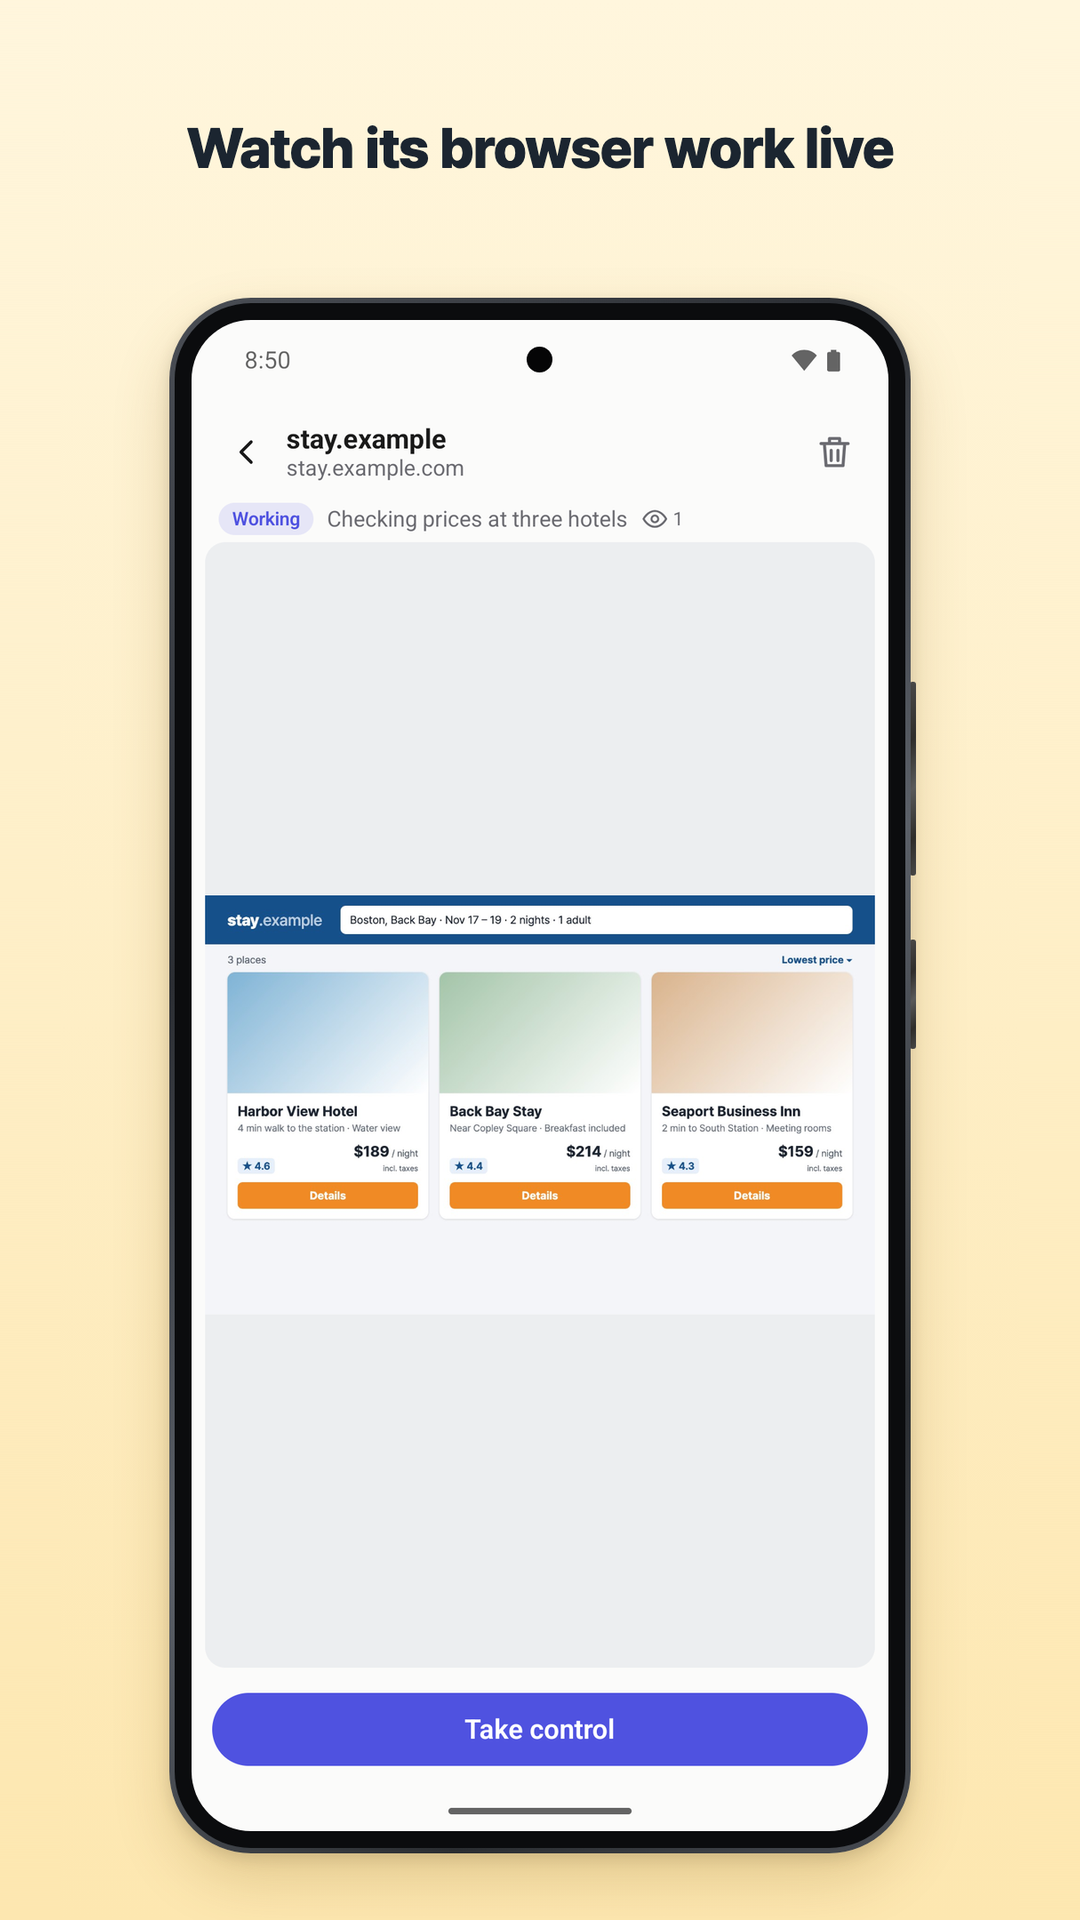 Watch its browser work live
8:50
stay.example
stay.example.com
Working Checking prices at three hotels 1
stay.example Boston, Back Bay · Nov 17 – 19 · 2 nights · 1 adult
3 places Lowest price
Harbor View Hotel
4 min walk to the station · Water view
$189 / night
incl. taxes
★ 4.6
Details
Back Bay Stay
Near Copley Square · Breakfast included
$214 / night
incl. taxes
★ 4.4
Details
Seaport Business Inn
2 min to South Station · Meeting rooms
$159 / night
incl. taxes
★ 4.3
Details
Take control